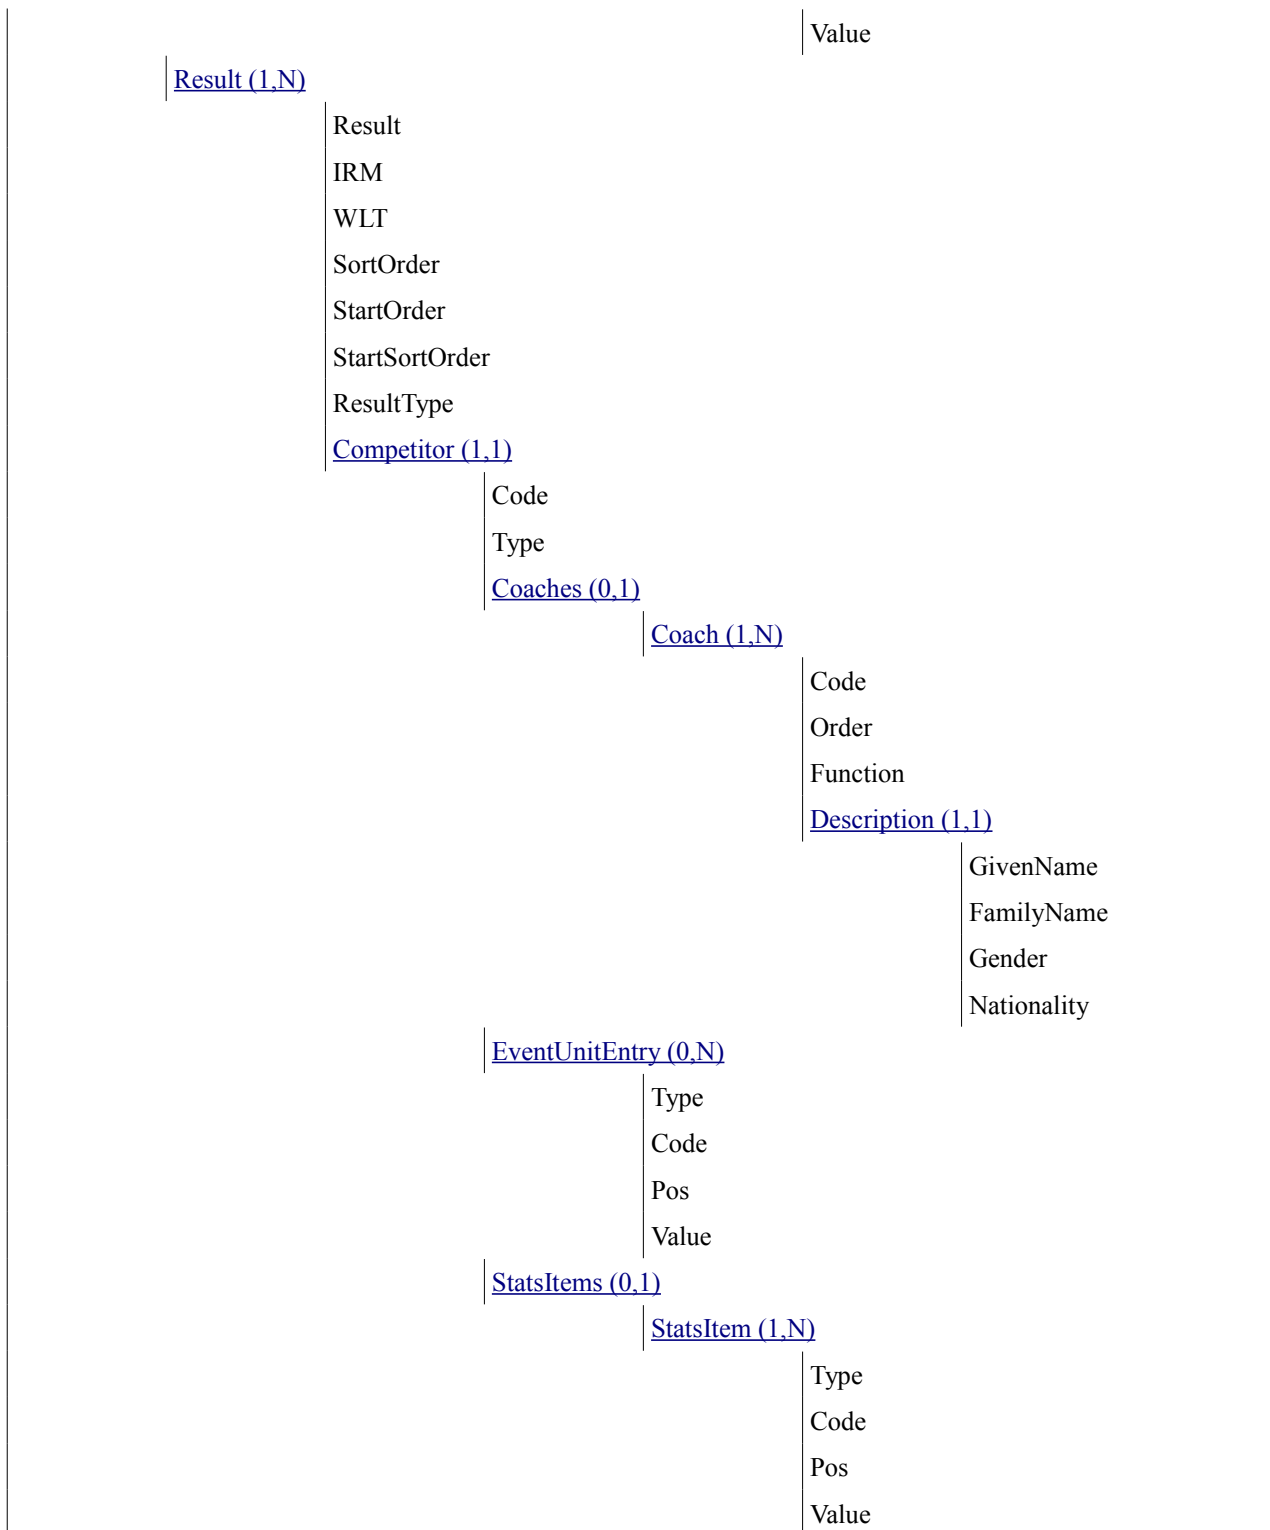 Value
Result (1,N)
Result
IRM
WLT
SortOrder
StartOrder
StartSortOrder
ResultType
Competitor (1,1)
Code
Type
Coaches (0,1)
Coach (1,N)
Code
Order
Function
Description (1,1)
GivenName
FamilyName
Gender
Nationality
EventUnitEntry (0,N)
Type
Code
Pos
Value
StatsItems (0,1)
StatsItem (1,N)
Type
Code
Pos
Value